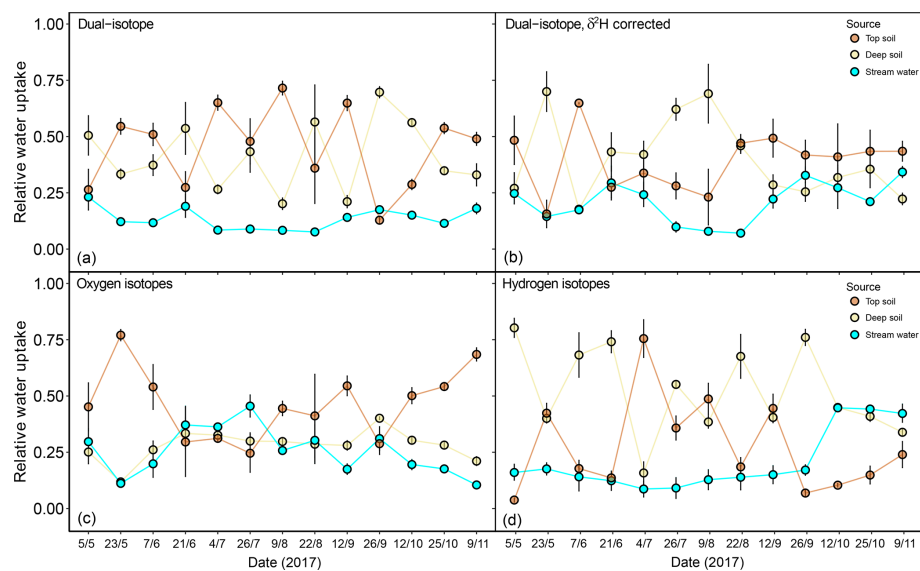 Dual-isotope
Dual-isotope, δ²H corrected
Source
Top soil
Deep soil
Stream water
Relative water uptake
1.00
0.75
0.50
0.25
0.00
(a)
(b)
Oxygen isotopes
Hydrogen isotopes
Source
Top soil
Deep soil
Stream water
Relative water uptake
1.00
0.75
0.50
0.25
0.00
(c)
(d)
5/5 23/5 7/6 21/6 4/7 26/7 9/8 22/8 12/9 26/9 12/10 25/10 9/11
5/5 23/5 7/6 21/6 4/7 26/7 9/8 22/8 12/9 26/9 12/10 25/10 9/11
Date (2017)
Date (2017)